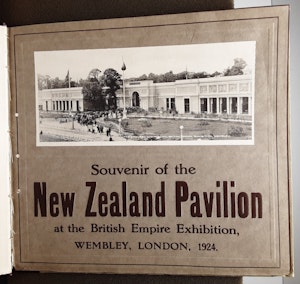 Souvenir of the
New Zealand Pavilion
at the British Empire Exhibition,
WEMBLEY, LONDON, 1924.